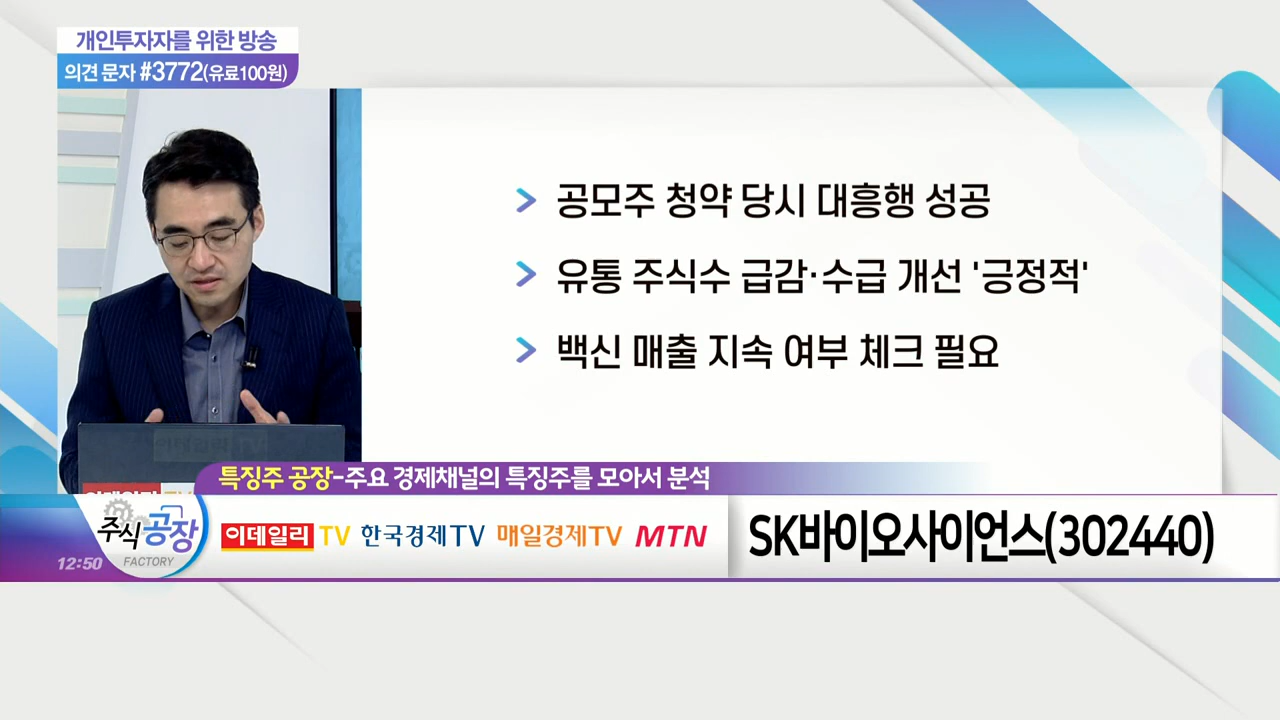 개인투자자를 위한 방송
의견 문자 #3772(유료100원)
> 공모주 청약 당시 대흥행 성공
> 유통 주식수 급감·수급 개선 '긍정적'
> 백신 매출 지속 여부 체크 필요
이데일리 TV
특징주 공장-주요 경제채널의 특징주를 모아서 분석
주식공장
FACTORY
12:50
이데일리 TV 한국경제TV 매일경제TV MTN
SK바이오사이언스(302440)